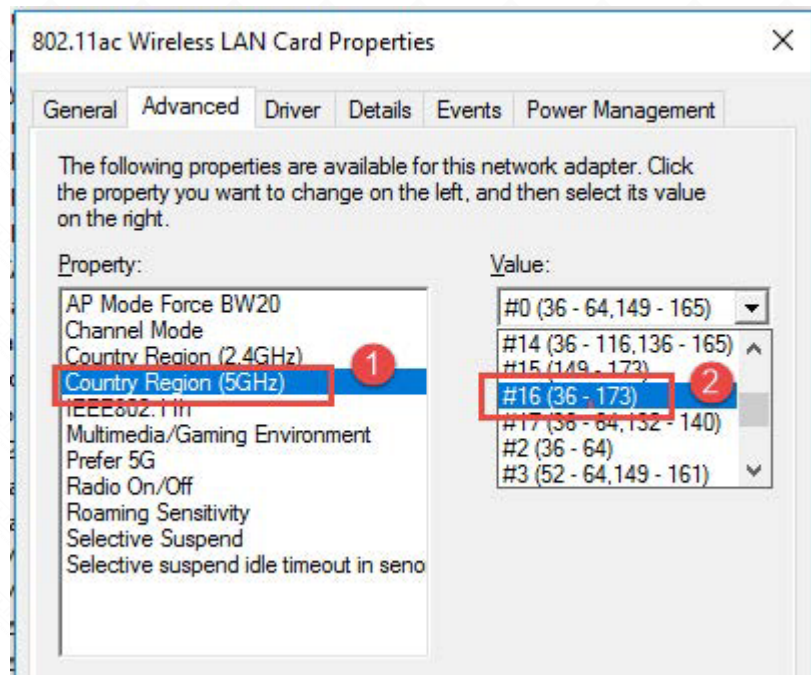 802.11ac Wireless LAN Card Properties
General Advanced Driver Details Events Power Management
The following properties are available for this network adapter. Click
the property you want to change on the left, and then select its value
on the right.
Property:
AP Mode Force BW20
Channel Mode
Country Region (2.4GHz)
Country Region (5GHz)
1
IEEE802.11h
Multimedia/Gaming Environment
Prefer 5G
Radio On/Off
Roaming Sensitivity
Selective Suspend
Selective suspend idle timeout in seno
Value:
#0 (36 - 64,149 - 165)
#14 (36 - 116,136 - 165)
#15 (149 - 173)
#16 (36 - 173)
2
#17 (36 - 64,132 - 140)
#2 (36 - 64)
#3 (52 - 64,149 - 161)